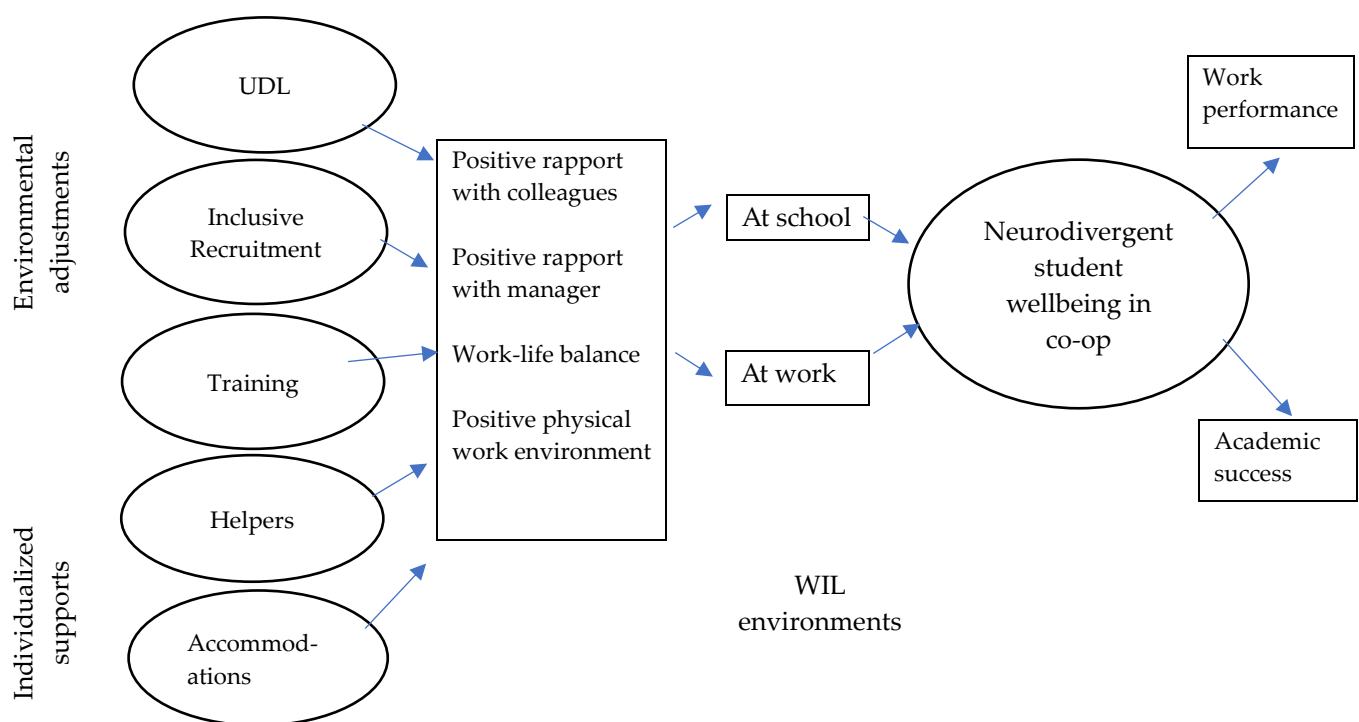 Environmental
adjustments
Individualized
supports
UDL
Inclusive
Recruitment
Training
Helpers
Accommod-
ations
Positive rapport
with colleagues
Positive rapport
with manager
Work-life balance
Positive physical
work environment
At school
At work
WIL
environments
Neurodivergent
student
wellbeing in
co-op
Work
performance
Academic
success